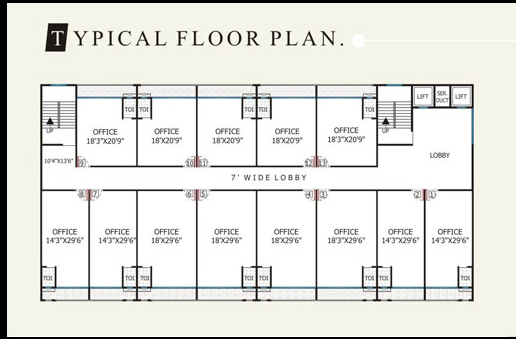 TYPICAL FLOOR PLAN.
LIFT
SER. DUCT
LIFT
TOI TOI TOI TOI TOI
UP
UP
OFFICE 18'3"X20'9"
OFFICE 18'X20'9"
OFFICE 18'X20'9"
OFFICE 18'X20'9"
OFFICE 18'3"X20'9"
LOBBY
10'4"X13'6"
9 10 11 12 13
7' WIDE LOBBY
8 7 6 5 4 3 2 1
OFFICE 14'3"X29'6"
OFFICE 14'3"X29'6"
OFFICE 18'X29'6"
OFFICE 18'X29'6"
OFFICE 18'X29'6"
OFFICE 18'3"X29'6"
OFFICE 14'3"X29'6"
OFFICE 14'3"X29'6"
TOI TOI TOI TOI TOI TOI TOI TOI